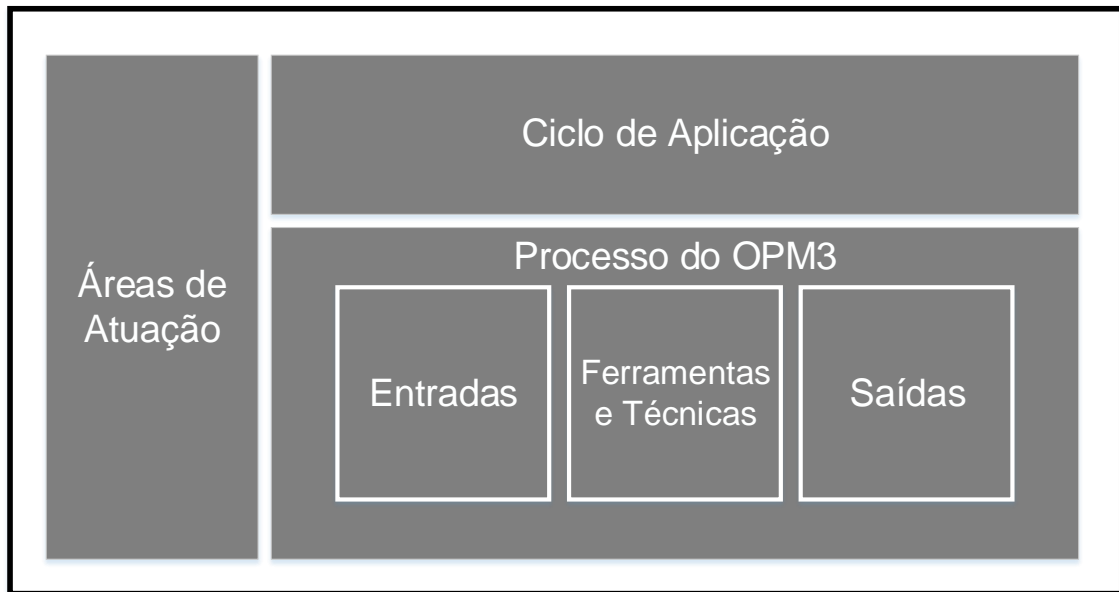 Áreas de
Atuação
Ciclo de Aplicação
Processo do OPM3
Entradas
Ferramentas
e Técnicas
Saídas